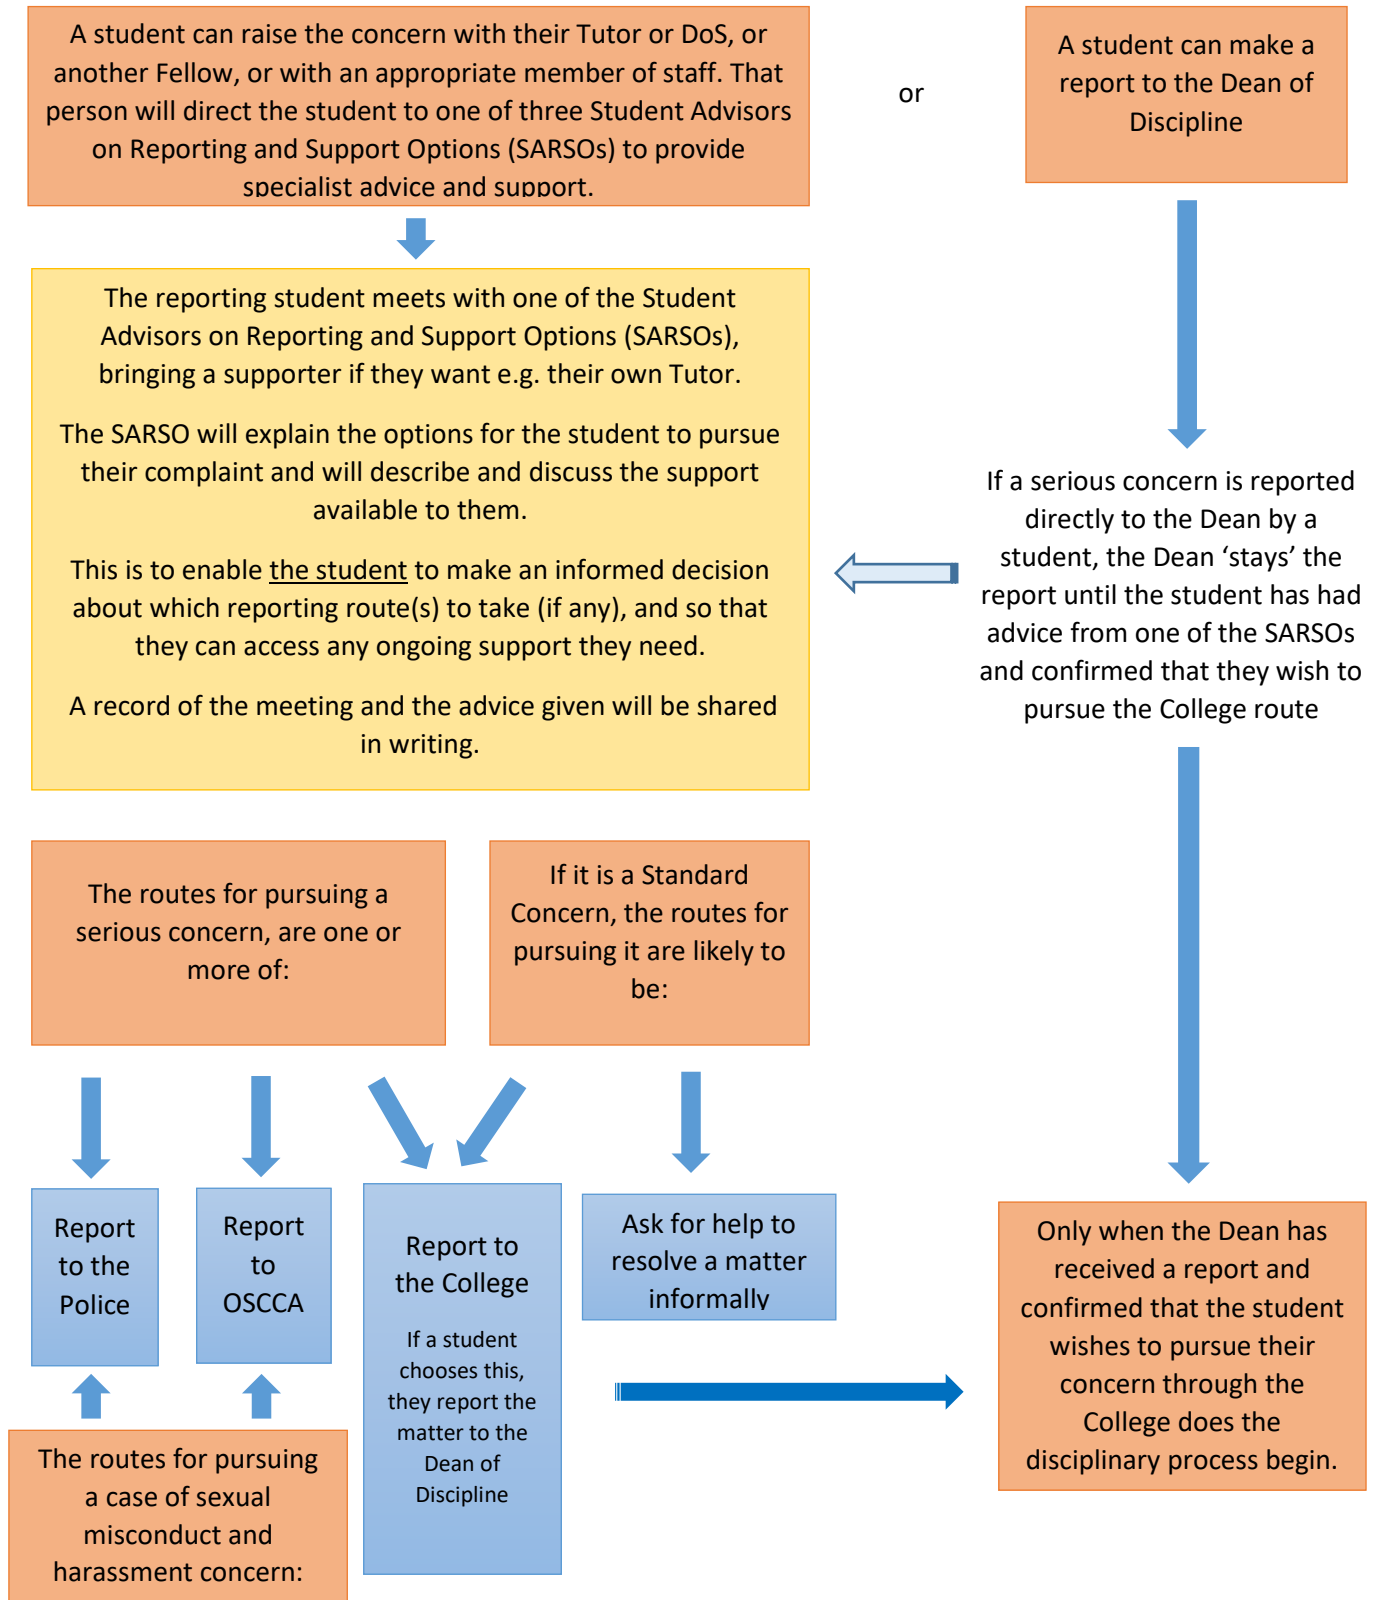 A student can raise the concern with their Tutor or DoS, or
another Fellow, or with an appropriate member of staff. That
person will direct the student to one of three Student Advisors
on Reporting and Support Options (SARSOs) to provide
specialist advice and support.
or
A student can make a
report to the Dean of
Discipline
The reporting student meets with one of the Student
Advisors on Reporting and Support Options (SARSOs),
bringing a supporter if they want e.g. their own Tutor.
The SARSO will explain the options for the student to pursue
their complaint and will describe and discuss the support
available to them.
This is to enable the student to make an informed decision
about which reporting route(s) to take (if any), and so that
they can access any ongoing support they need.
A record of the meeting and the advice given will be shared
in writing.
If a serious concern is reported
directly to the Dean by a
student, the Dean ‘stays’ the
report until the student has had
advice from one of the SARSOs
and confirmed that they wish to
pursue the College route
The routes for pursuing a
serious concern, are one or
more of:
If it is a Standard
Concern, the routes for
pursuing it are likely to
be:
Report
to the
Police
Report
to
OSCCA
Report to
the College
If a student
chooses this,
they report the
matter to the
Dean of
Discipline
Ask for help to
resolve a matter
informally
Only when the Dean has
received a report and
confirmed that the student
wishes to pursue their
concern through the
College does the
disciplinary process begin.
The routes for pursuing
a case of sexual
misconduct and
harassment concern: